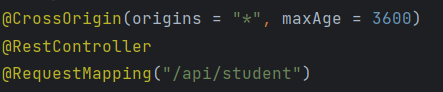 @CrossOrigin(origins = "*", maxAge = 3600)
@RestController
@RequestMapping("/api/student")